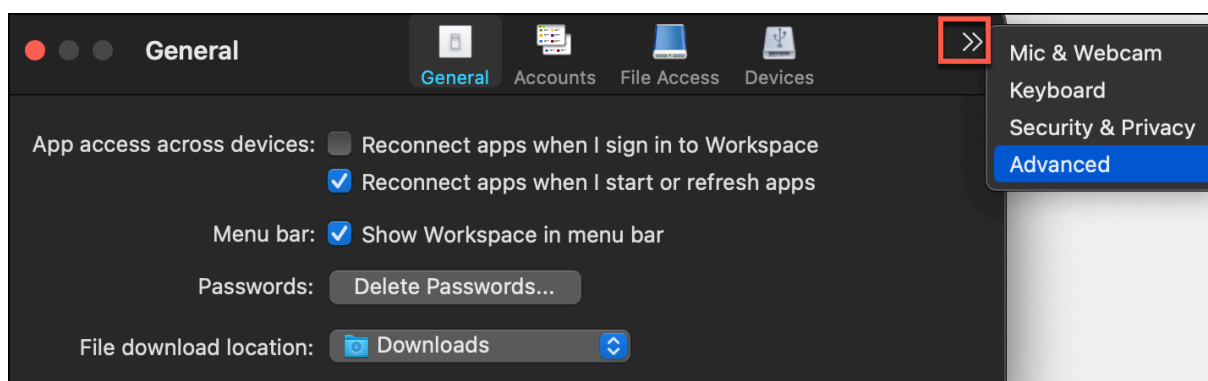 General
General Accounts File Access Devices
Mic & Webcam
Keyboard
Security & Privacy
Advanced
App access across devices: Reconnect apps when I sign in to Workspace
Reconnect apps when I start or refresh apps
Menu bar: Show Workspace in menu bar
Passwords: Delete Passwords...
File download location: Downloads